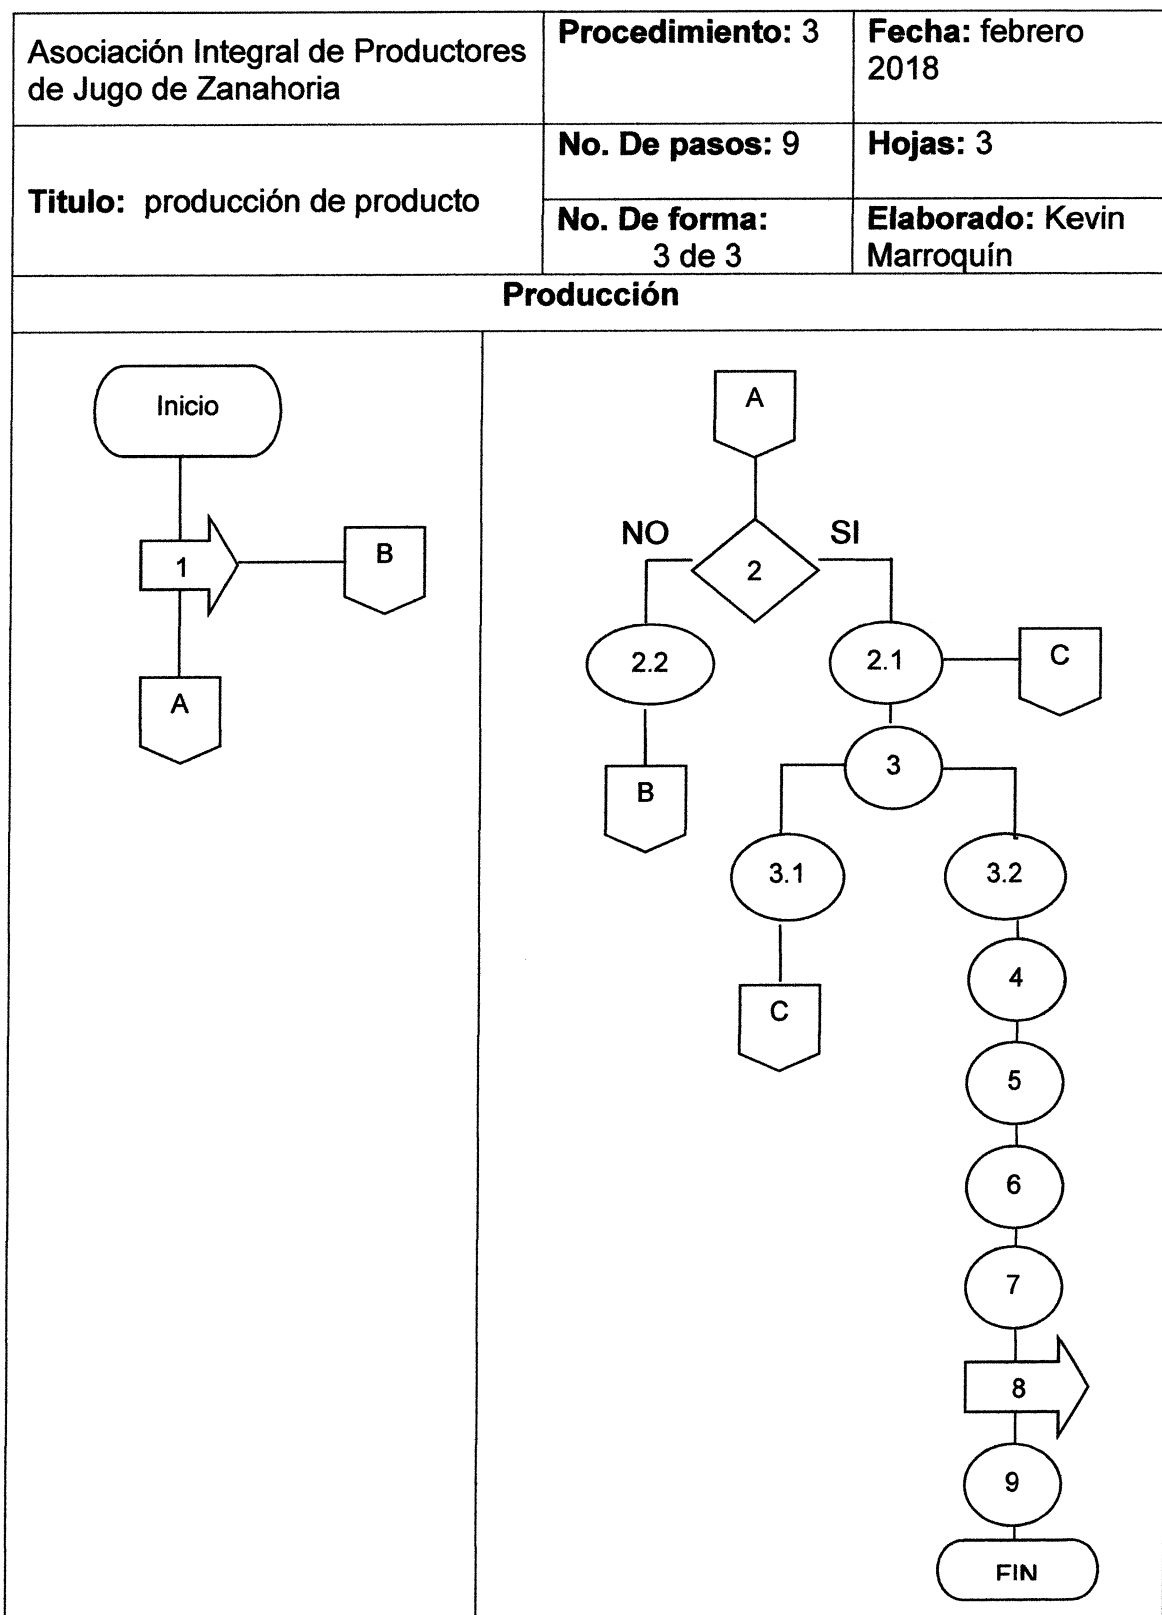 Asociación Integral de Productores
de Jugo de Zanahoria
Procedimiento: 3
Fecha: febrero
2018
Titulo: producción de producto
No. De pasos: 9
Hojas: 3
No. De forma:
3 de 3
Elaborado: Kevin
Marroquín
Producción
Inicio
1
B
A
A
NO
SI
2
2.2
2.1
C
B
3
3.1
3.2
C
4
5
6
7
8
9
FIN